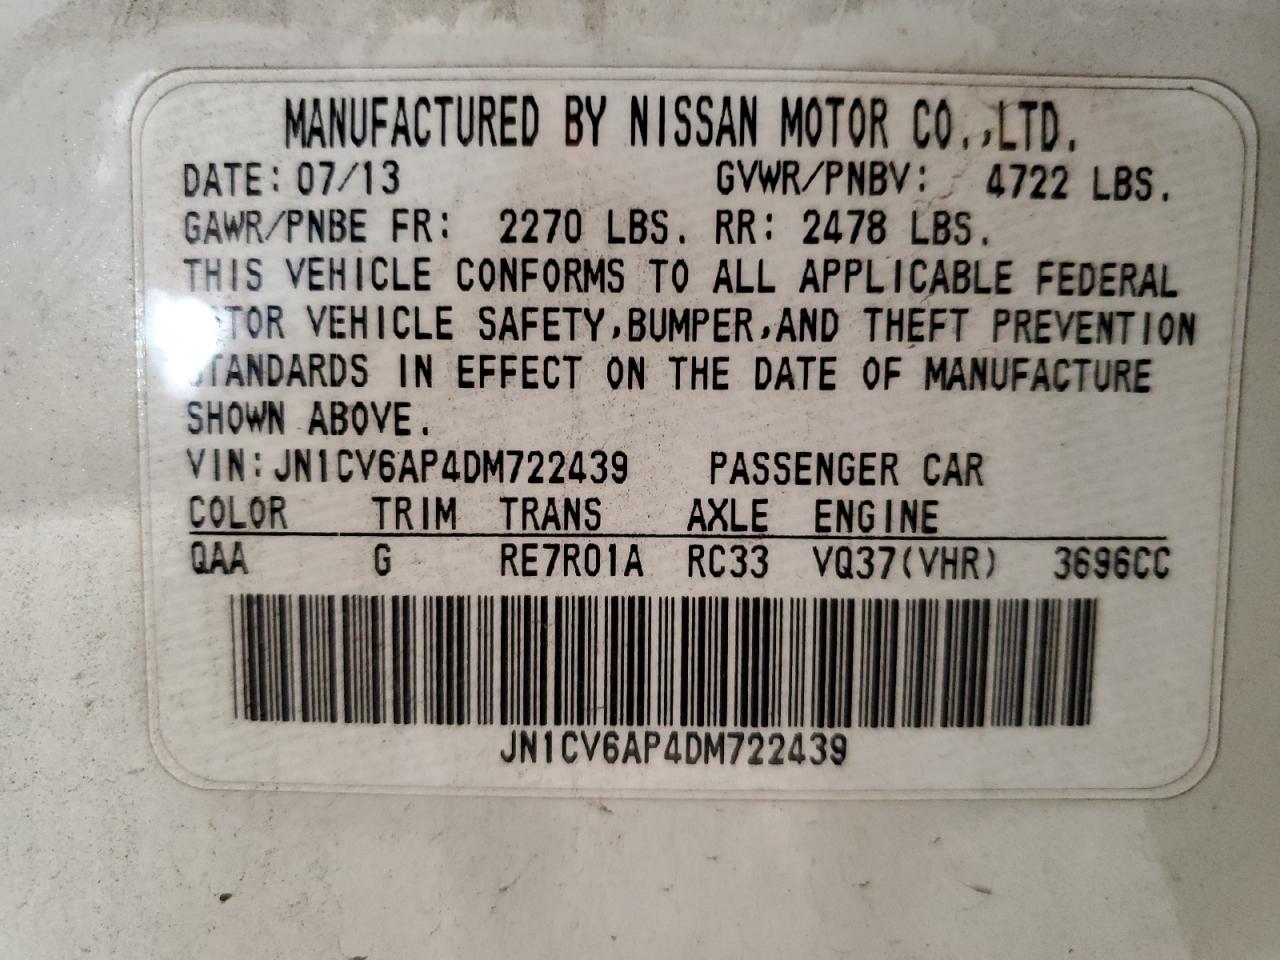 MANUFACTURED BY NISSAN MOTOR CO.,LTD.
DATE: 07/13 GVWR/PNBV: 4722 LBS.
GAWR/PNBE FR: 2270 LBS. RR: 2478 LBS.
THIS VEHICLE CONFORMS TO ALL APPLICABLE FEDERAL
VEHICLE SAFETY,BUMPER,AND THEFT PREVENTION
STANDARDS IN EFFECT ON THE DATE OF MANUFACTURE
SHOWN ABOVE.
VIN:JN1CV6AP4DM722439 PASSENGER CAR
COLOR TRIM TRANS AXLE ENGINE
QAA G RE7R01A RC33 VQ37(VHR) 3696CC
JN1CV6AP4DM722439